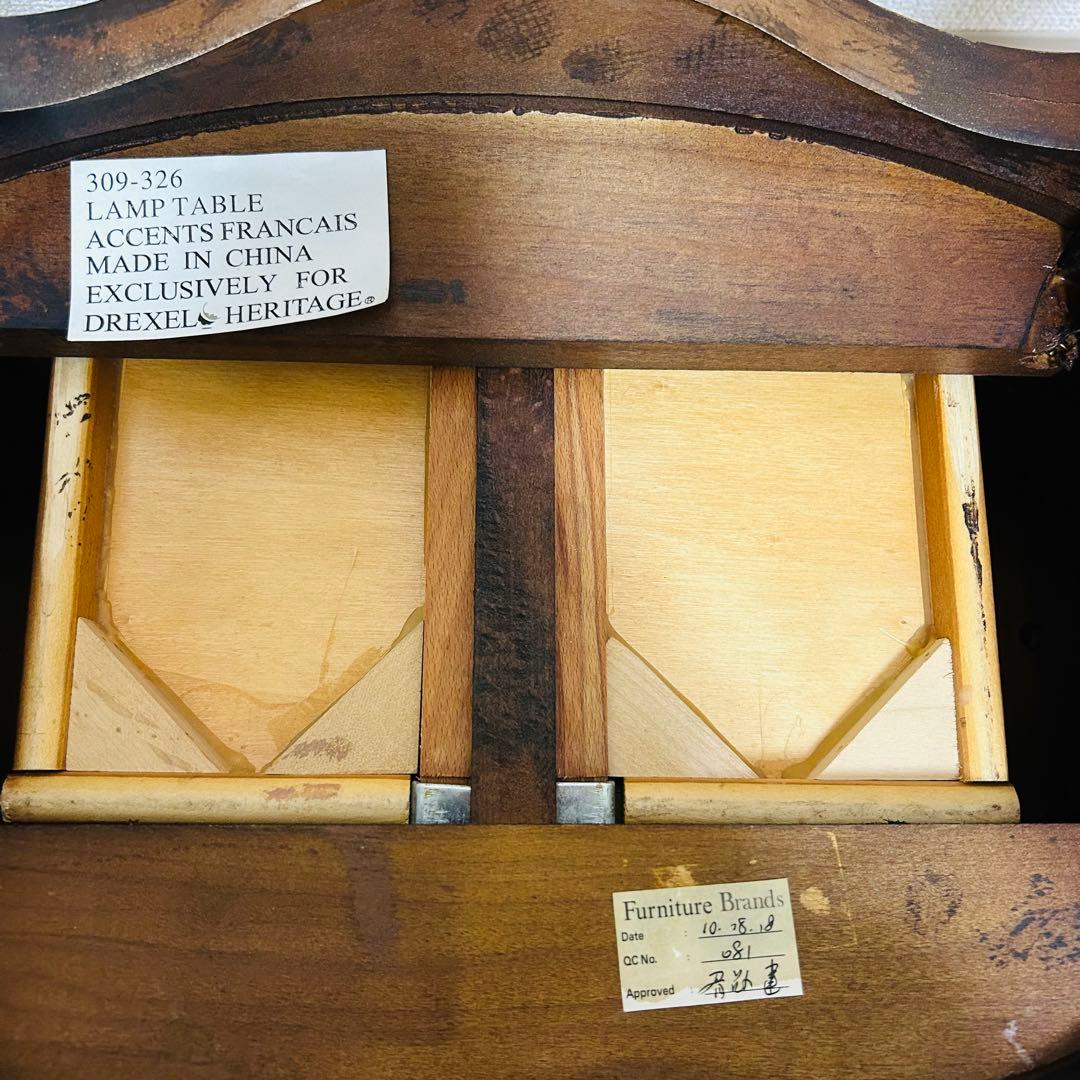 309-326
LAMP TABLE
ACCENTS FRANCAIS
MADE IN CHINA
EXCLUSIVELY FOR
DREXEL HERITAGE®
Furniture Brands
Date : 10. 18. 18
QC No. : 081
Approved